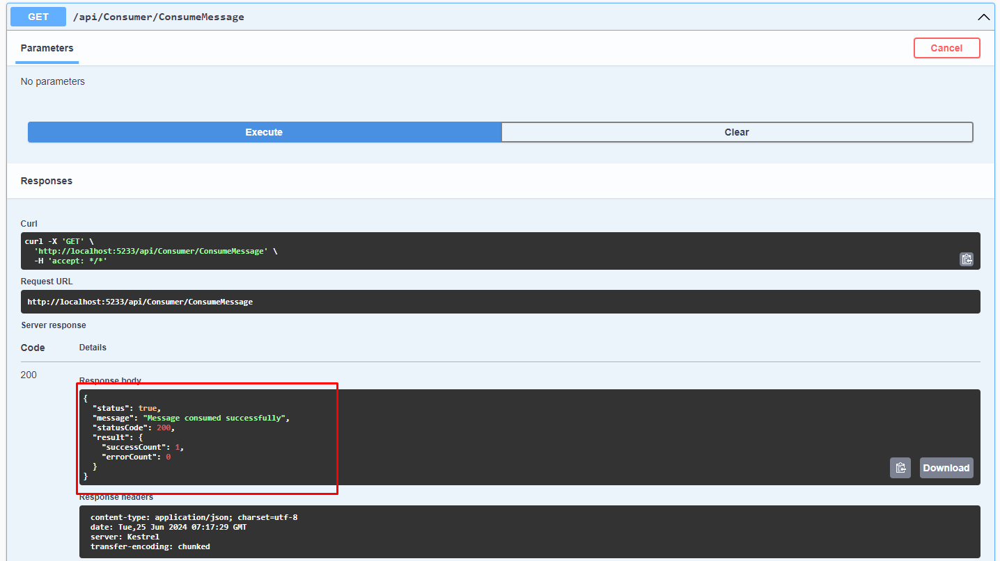 GET /api/Consumer/ConsumeMessage
Parameters
Cancel
No parameters
Execute
Clear
Responses
Curl
curl -X 'GET' \
  'http://localhost:5233/api/Consumer/ConsumeMessage' \
  -H 'accept: */*'
Request URL
http://localhost:5233/api/Consumer/ConsumeMessage
Server response
Code Details
200
Response body
{
  "status": true,
  "message": "Message consumed successfully",
  "statusCode": 200,
  "result": {
    "successCount": 1,
    "errorCount": 0
  }
}
Download
Response headers
content-type: application/json; charset=utf-8
date: Tue,25 Jun 2024 07:17:29 GMT
server: Kestrel
transfer-encoding: chunked